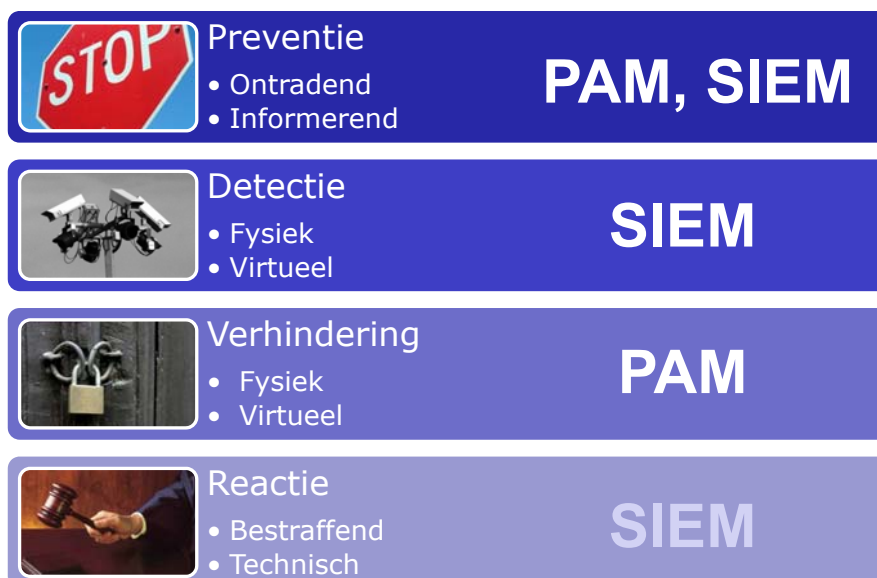 STOP
Preventie
• Ontradend
• Informerend
PAM, SIEM
Detectie
• Fysiek
• Virtueel
SIEM
Verhindering
• Fysiek
• Virtueel
PAM
Reactie
• Bestraffend
• Technisch
SIEM